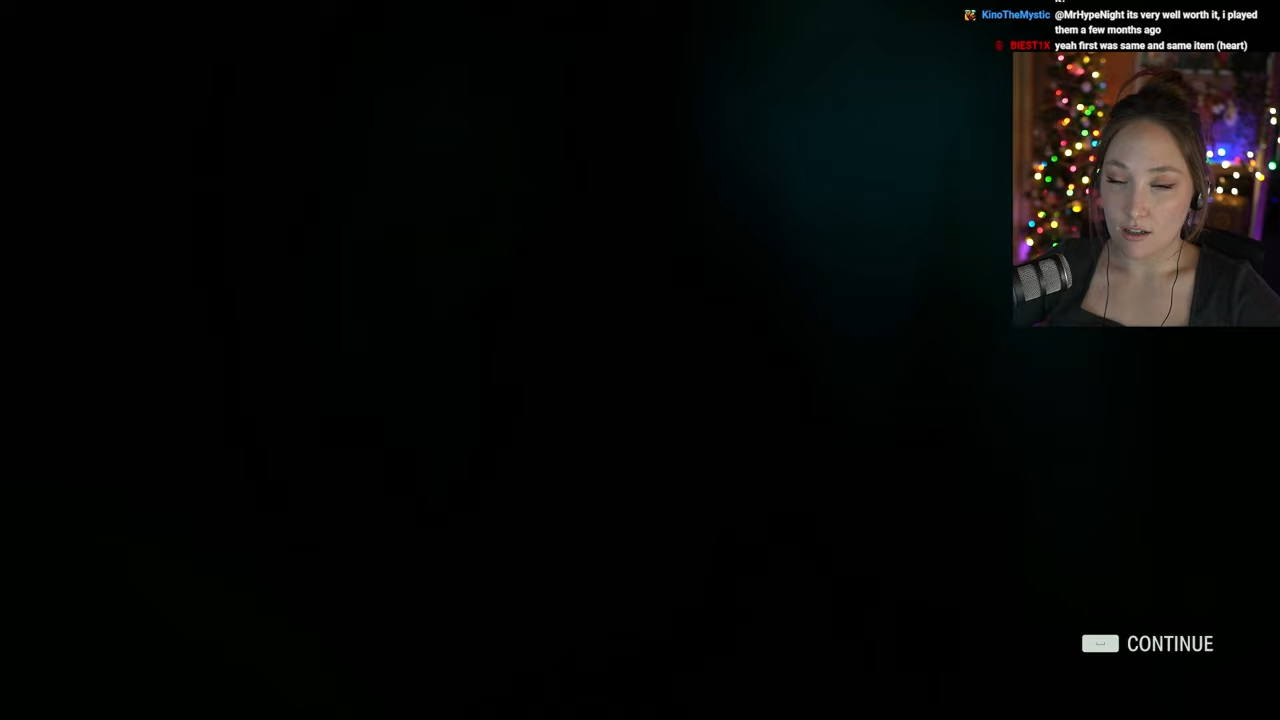 KinoTheMystic @MrHypeNight its very well worth it, i played
them a few months ago
BIEST1X yeah first was same and same item (heart)
CONTINUE